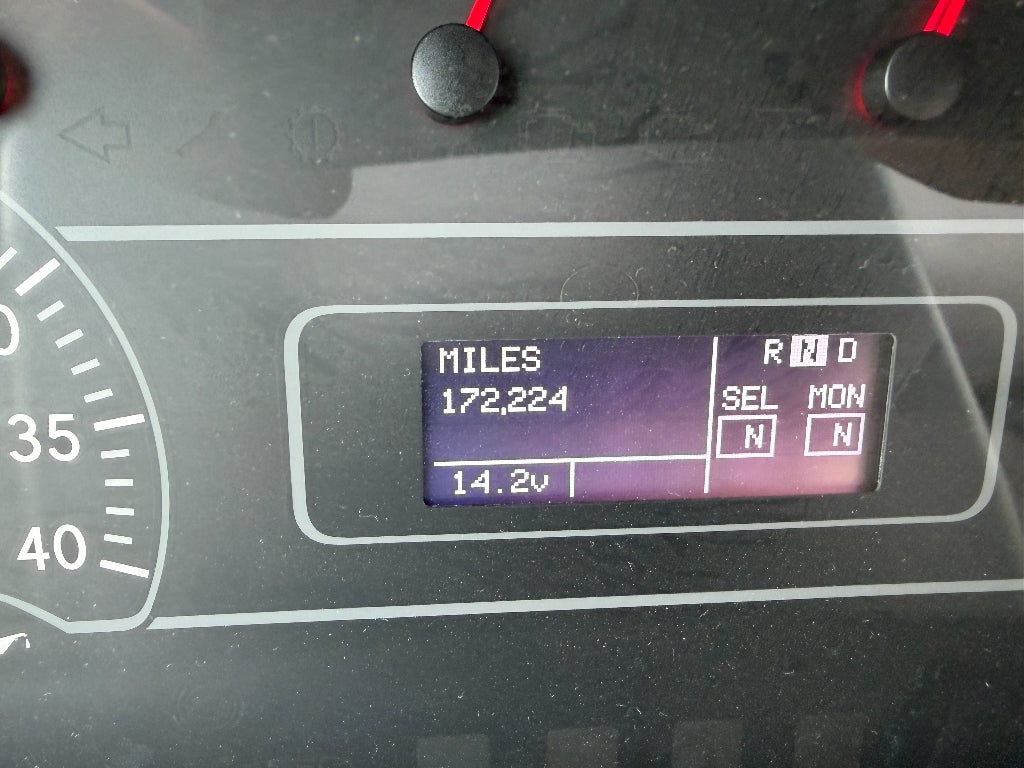 MILES
172,224
14.2v
R N D
SEL MON
N N
35
40